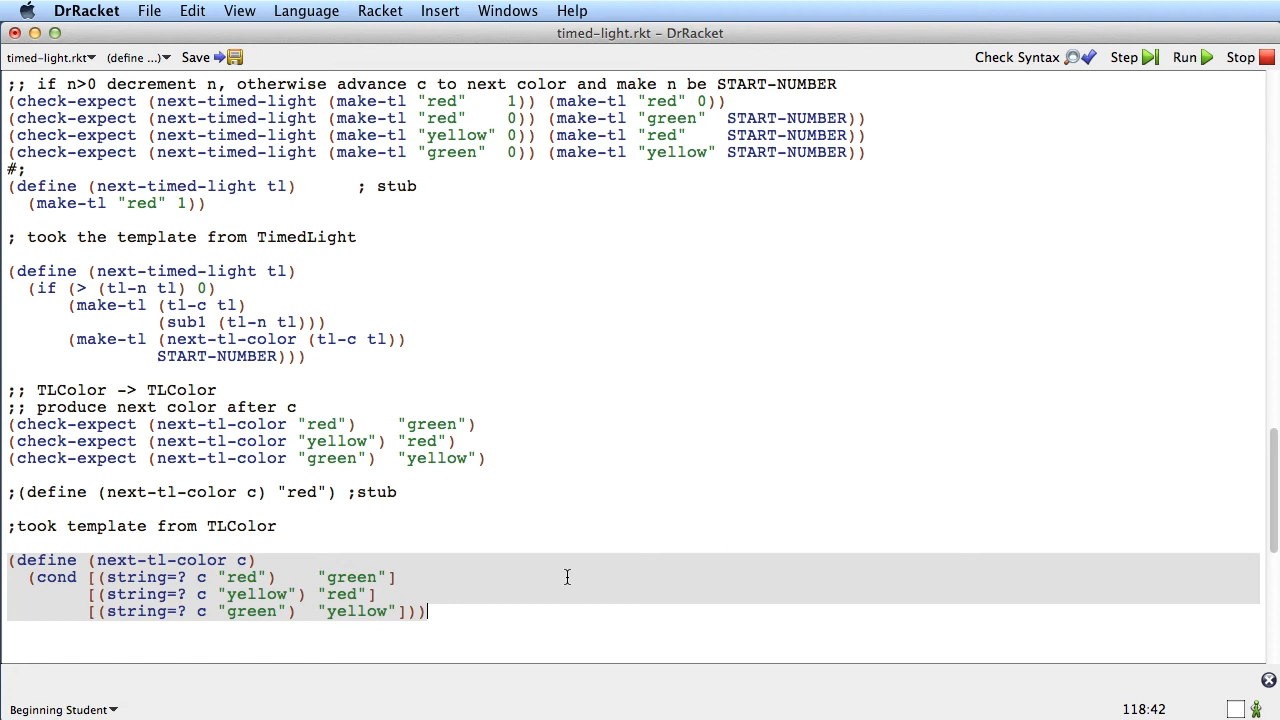 DrRacket File Edit View Language Racket Insert Windows Help
timed-light.rkt – DrRacket
timed-light.rkt▾ (define ...)▾ Save Check Syntax Step Run Stop
;; if n>0 decrement n, otherwise advance c to next color and make n be START-NUMBER
(check-expect (next-timed-light (make-tl "red"    1)) (make-tl "red" 0))
(check-expect (next-timed-light (make-tl "red"    0)) (make-tl "green"  START-NUMBER))
(check-expect (next-timed-light (make-tl "yellow" 0)) (make-tl "red"    START-NUMBER))
(check-expect (next-timed-light (make-tl "green"  0)) (make-tl "yellow" START-NUMBER))
#;
(define (next-timed-light tl)      ; stub
  (make-tl "red" 1))
; took the template from TimedLight
(define (next-timed-light tl)
  (if (> (tl-n tl) 0)
      (make-tl (tl-c tl)
               (sub1 (tl-n tl)))
      (make-tl (next-tl-color (tl-c tl))
               START-NUMBER)))
;; TLColor -> TLColor
;; produce next color after c
(check-expect (next-tl-color "red")    "green")
(check-expect (next-tl-color "yellow") "red")
(check-expect (next-tl-color "green")  "yellow")
;(define (next-tl-color c) "red") ;stub
;took template from TLColor
(define (next-tl-color c)
  (cond [(string=? c "red")    "green"]
        [(string=? c "yellow") "red"]
        [(string=? c "green")  "yellow"]))
Beginning Student▾ 118:42